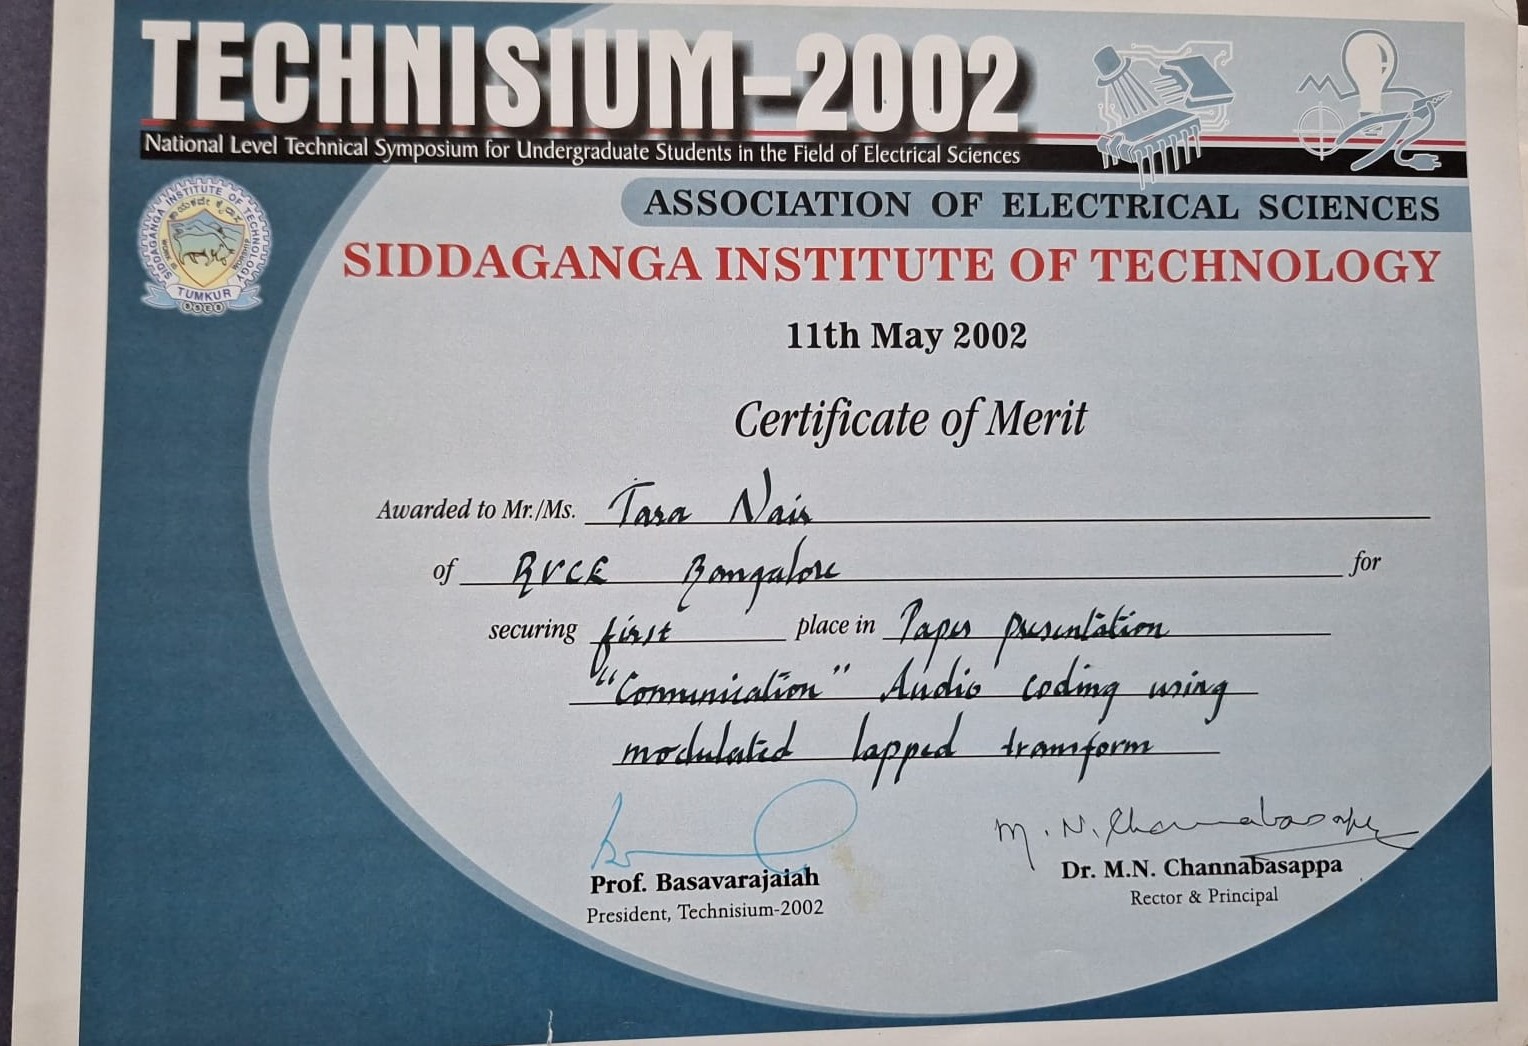 TECHNISIUM-2002
National Level Technical Symposium for Undergraduate Students in the Field of Electrical Sciences
ASSOCIATION OF ELECTRICAL SCIENCES
SIDDAGANGA INSTITUTE OF TECHNOLOGY
SIDDAGANGA INSTITUTE OF TECHNOLOGY
WORK IS WORSHIP
TUMKUR
11th May 2002
Certificate of Merit
Awarded to Mr./Ms. Tara Nair
of RVCE Bangalore for
securing first place in Paper presentation
"Communication" Audio coding using
modulated lapped transform
M. N. Channabasappa
Prof. Basavarajaiah
President, Technisium-2002
Dr. M.N. Channabasappa
Rector & Principal